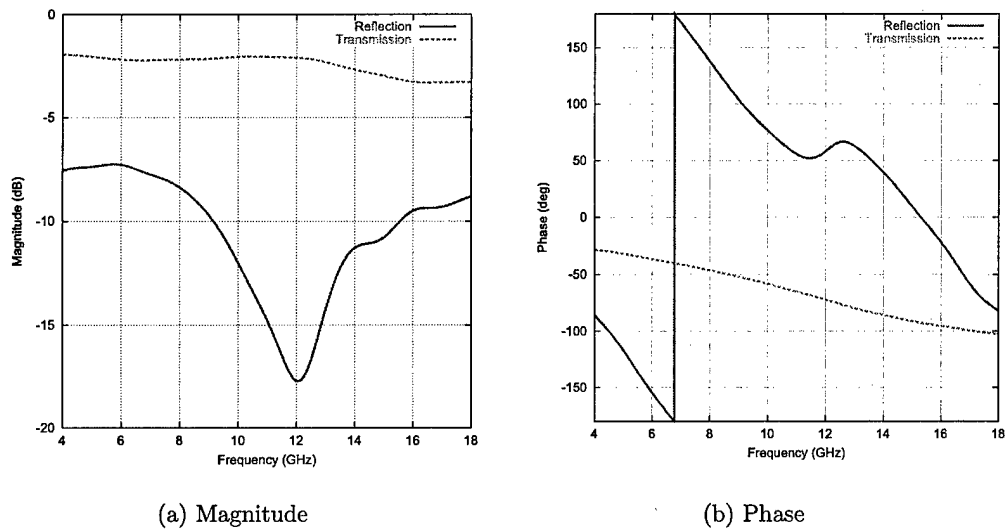 Reflection
Transmission
0
-5
-10
-15
-20
Magnitude (dB)
4 6 8 10 12 14 16 18
Frequency (GHz)
(a) Magnitude
Reflection
Transmission
150
100
50
0
-50
-100
-150
Phase (deg)
4 6 8 10 12 14 16 18
Frequency (GHz)
(b) Phase